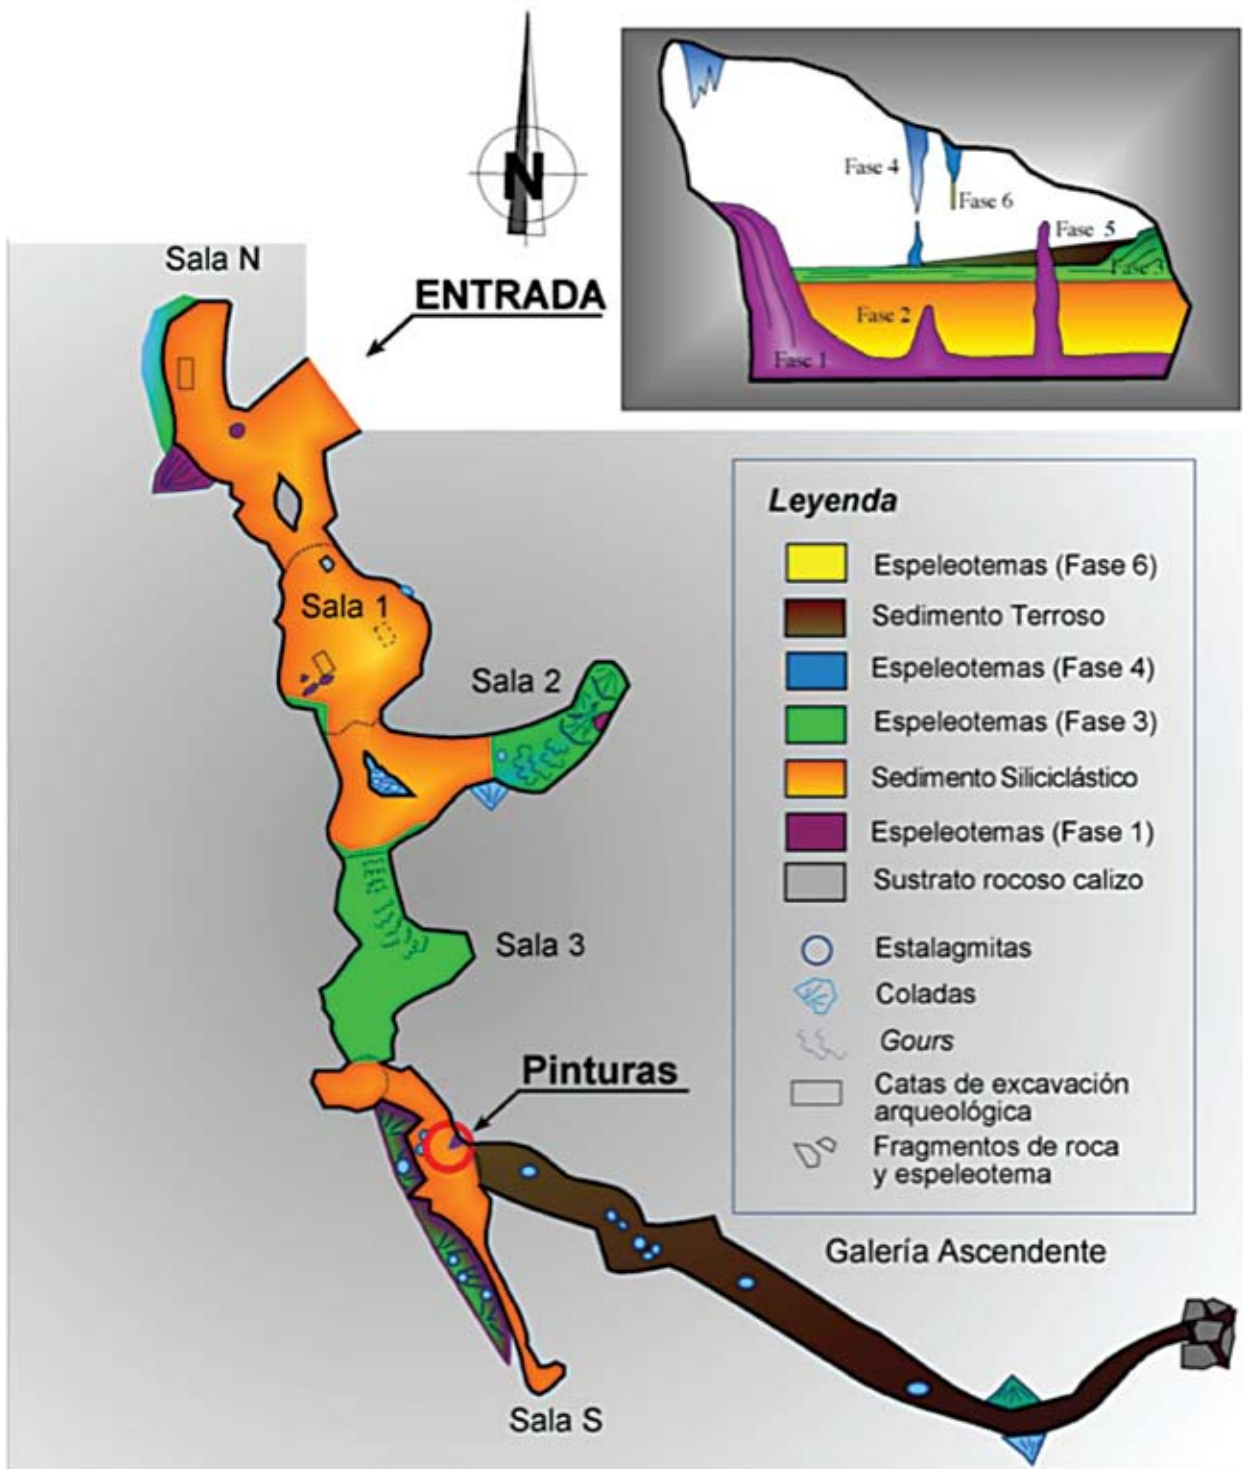 N
Fase 4
Fase 6
Fase 5
Fase 3
Fase 2
Fase 1
Sala N
ENTRADA
Leyenda
Espeleotemas (Fase 6)
Sedimento Terroso
Espeleotemas (Fase 4)
Espeleotemas (Fase 3)
Sedimento Siliciclástico
Espeleotemas (Fase 1)
Sustrato rocoso calizo
Estalagmitas
Coladas
Gours
Catas de excavación
arqueológica
Fragmentos de roca
y espeleotema
Sala 1
Sala 2
Sala 3
Pinturas
Galería Ascendente
Sala S